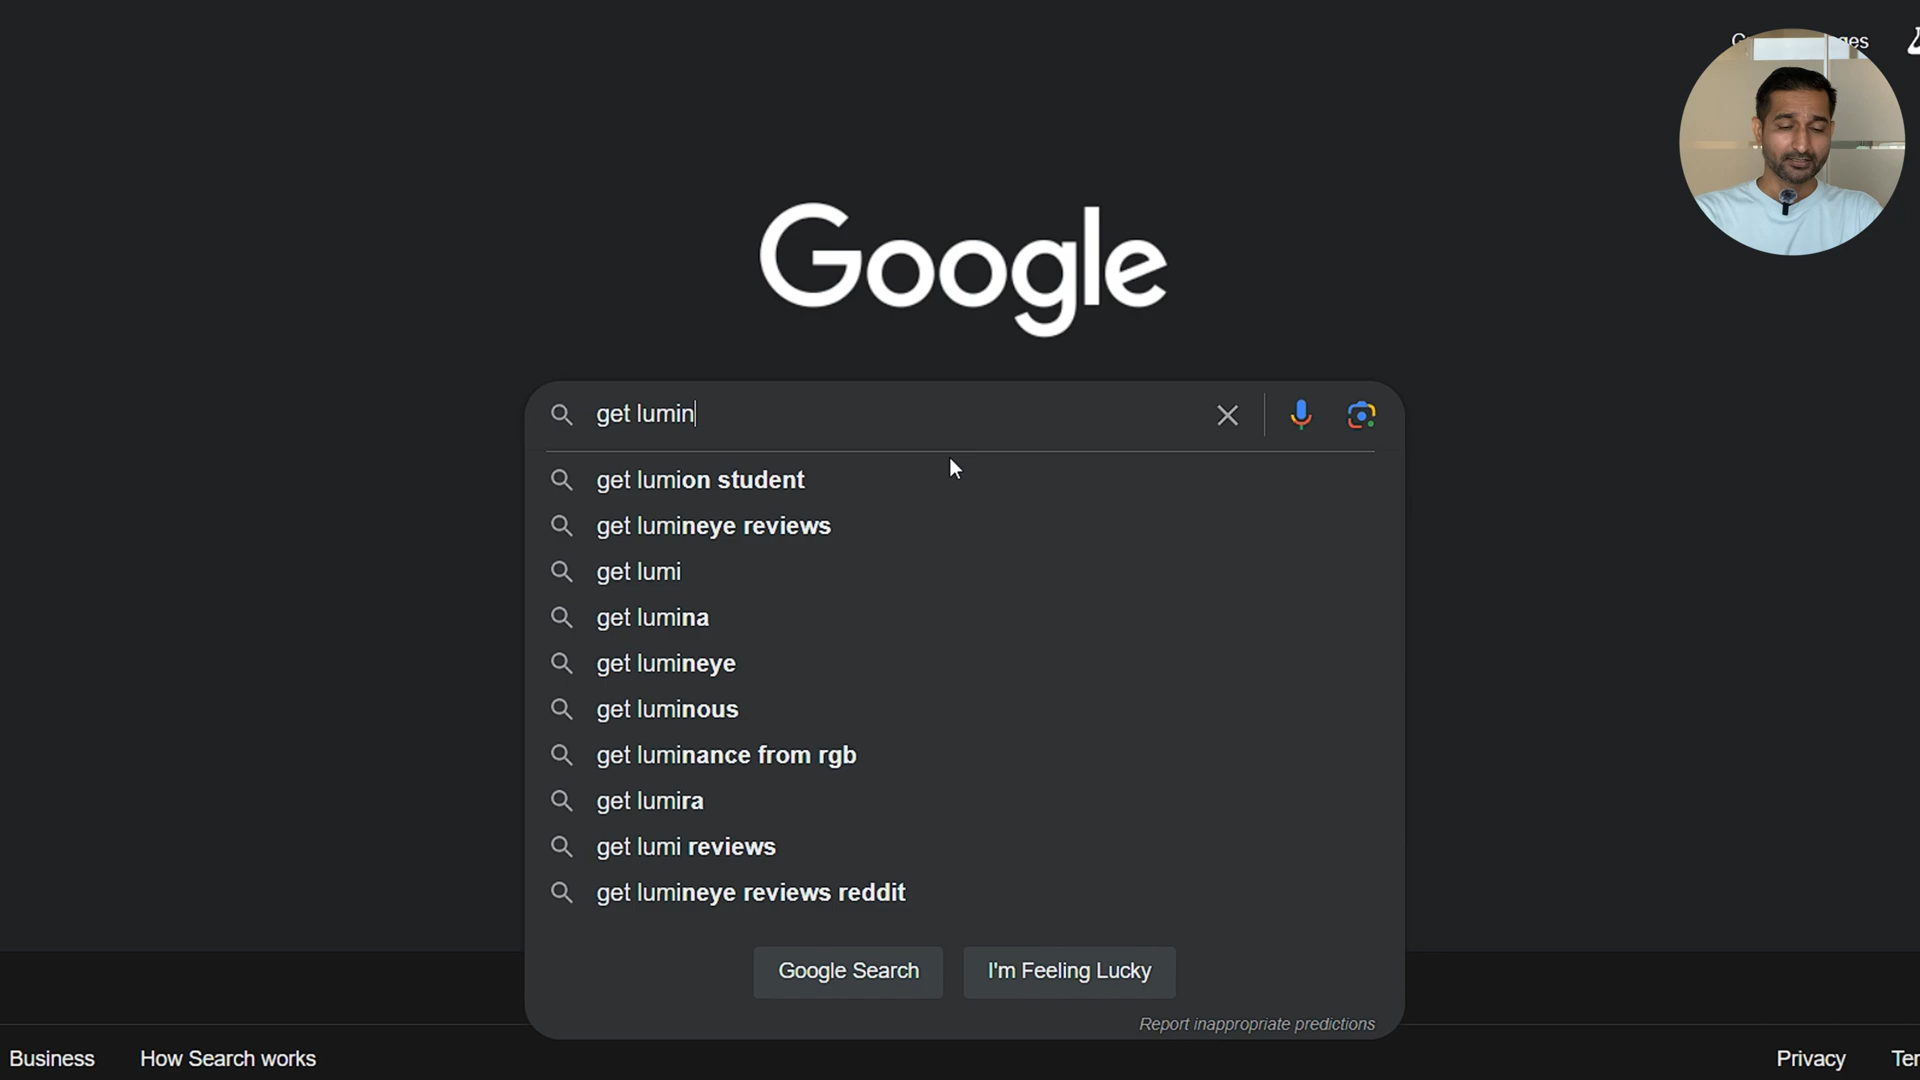 Google
get lumin
get lumion student
get lumineye reviews
get lumi
get lumina
get lumineye
get luminous
get luminance from rgb
get lumira
get lumi reviews
get lumineye reviews reddit
Google Search
I'm Feeling Lucky
Report inappropriate predictions
Business
How Search works
Privacy